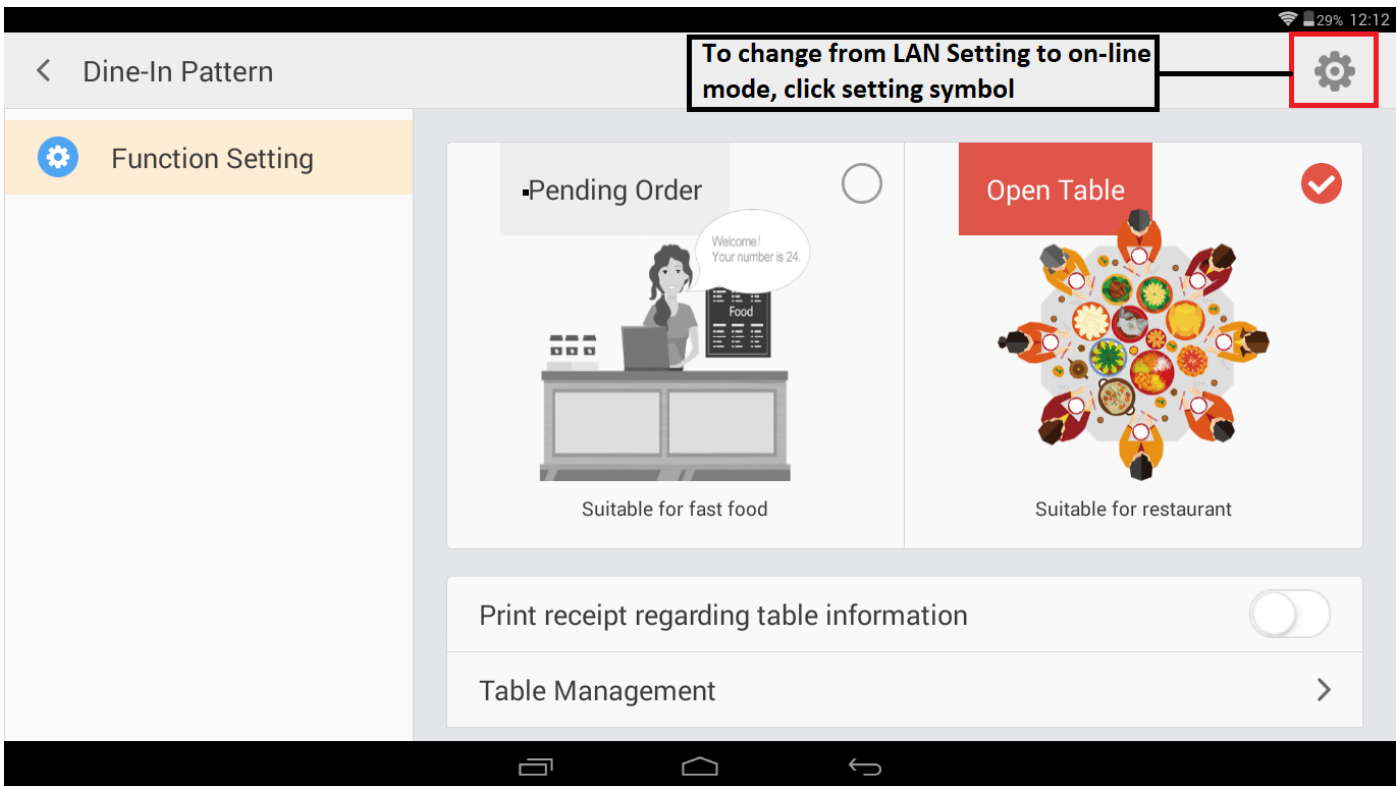 29% 12:12
Dine-In Pattern
To change from LAN Setting to on-line
mode, click setting symbol
Function Setting
Pending Order
Open Table
Welcome!
Your number is 24.
Food
Suitable for fast food
Suitable for restaurant
Print receipt regarding table information
Table Management